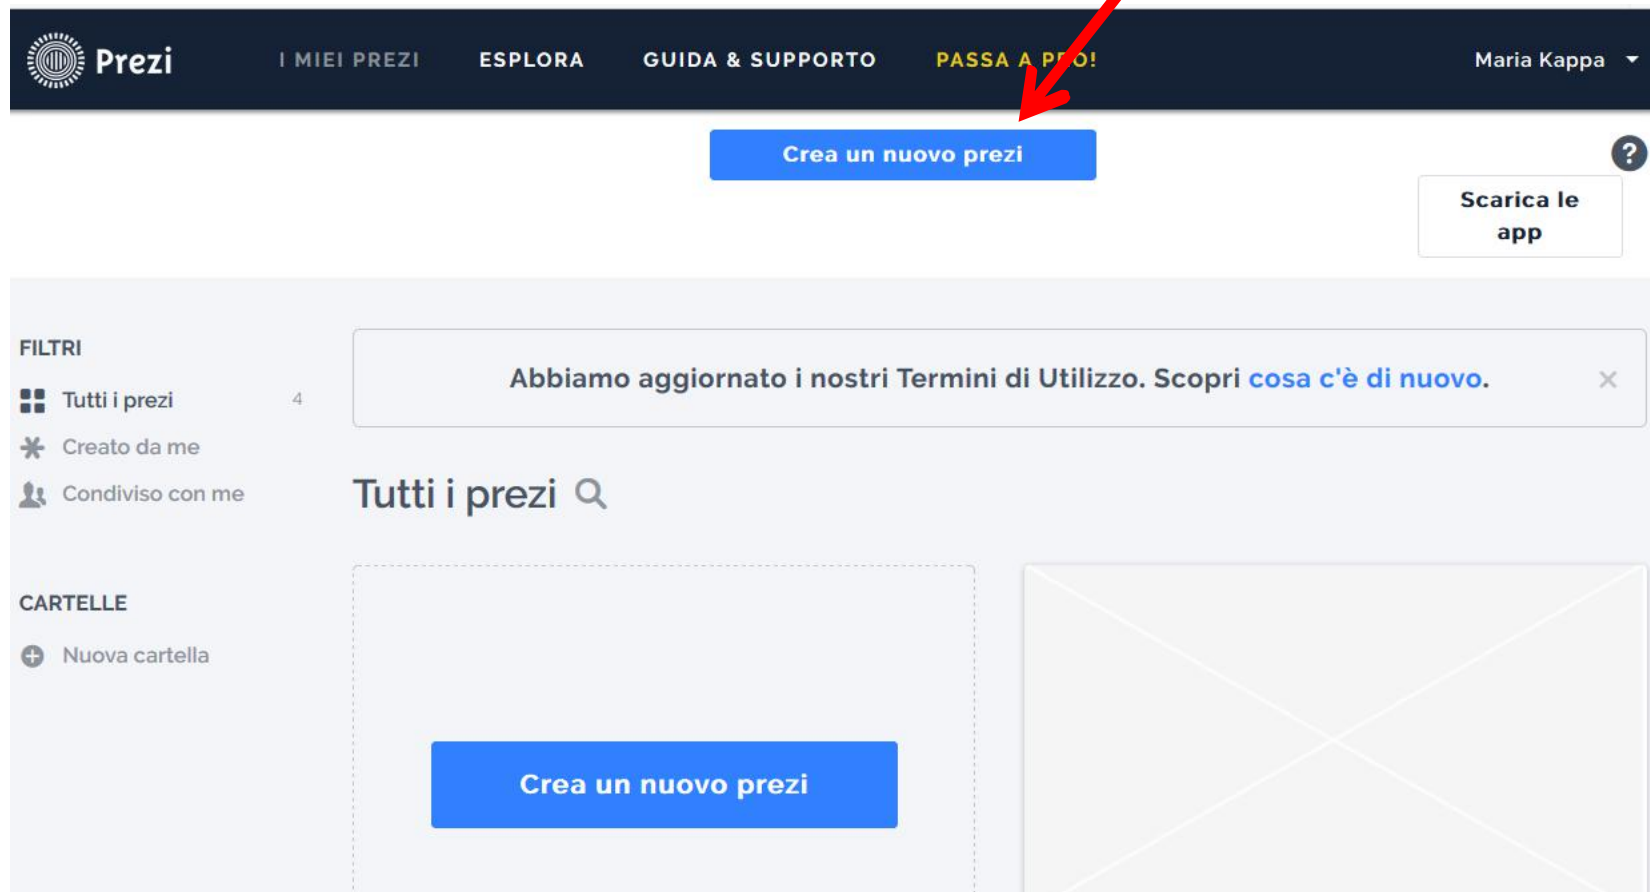 Prezi
I MIEI PREZI
ESPLORA
GUIDA & SUPPORTO
PASSA A PRO!
Maria Kappa
Crea un nuovo prezi
?
Scarica le
app
FILTRI
Tutti i prezi 4
Creato da me
Condiviso con me
CARTELLE
Nuova cartella
Abbiamo aggiornato i nostri Termini di Utilizzo. Scopri cosa c'è di nuovo.
Tutti i prezi
Crea un nuovo prezi